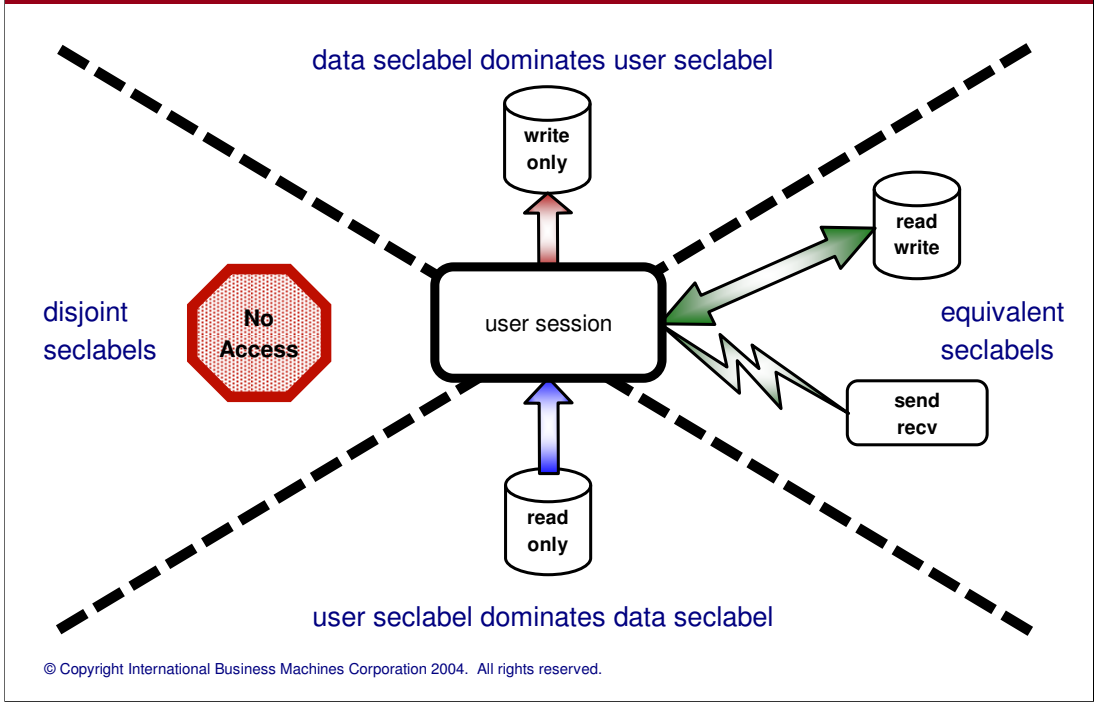 data seclabel dominates user seclabel
write
only
read
write
disjoint
seclabels
No
Access
user session
equivalent
seclabels
send
recv
read
only
user seclabel dominates data seclabel
© Copyright International Business Machines Corporation 2004. All rights reserved.